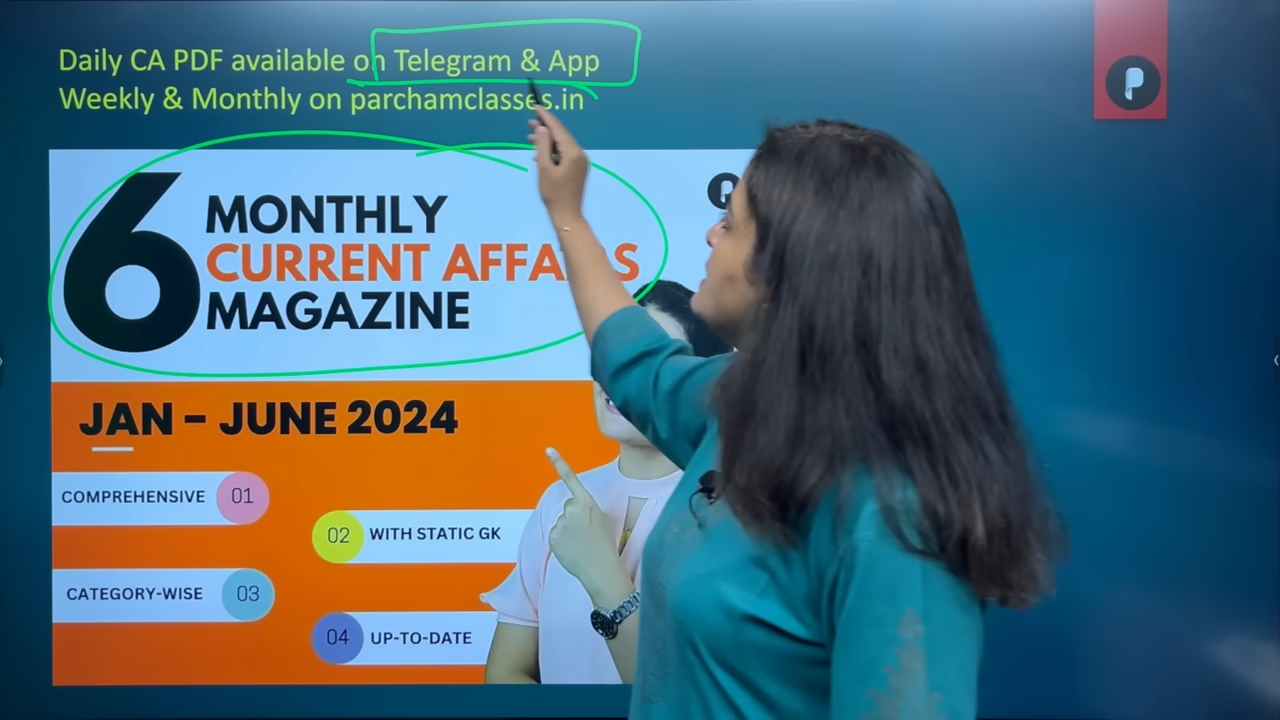 Daily CA PDF available on Telegram & App
Weekly & Monthly on parchamclasses.in
6 MONTHLY
CURRENT AFFAIRS
MAGAZINE
JAN – JUNE 2024
COMPREHENSIVE 01
02 WITH STATIC GK
CATEGORY-WISE 03
04 UP-TO-DATE